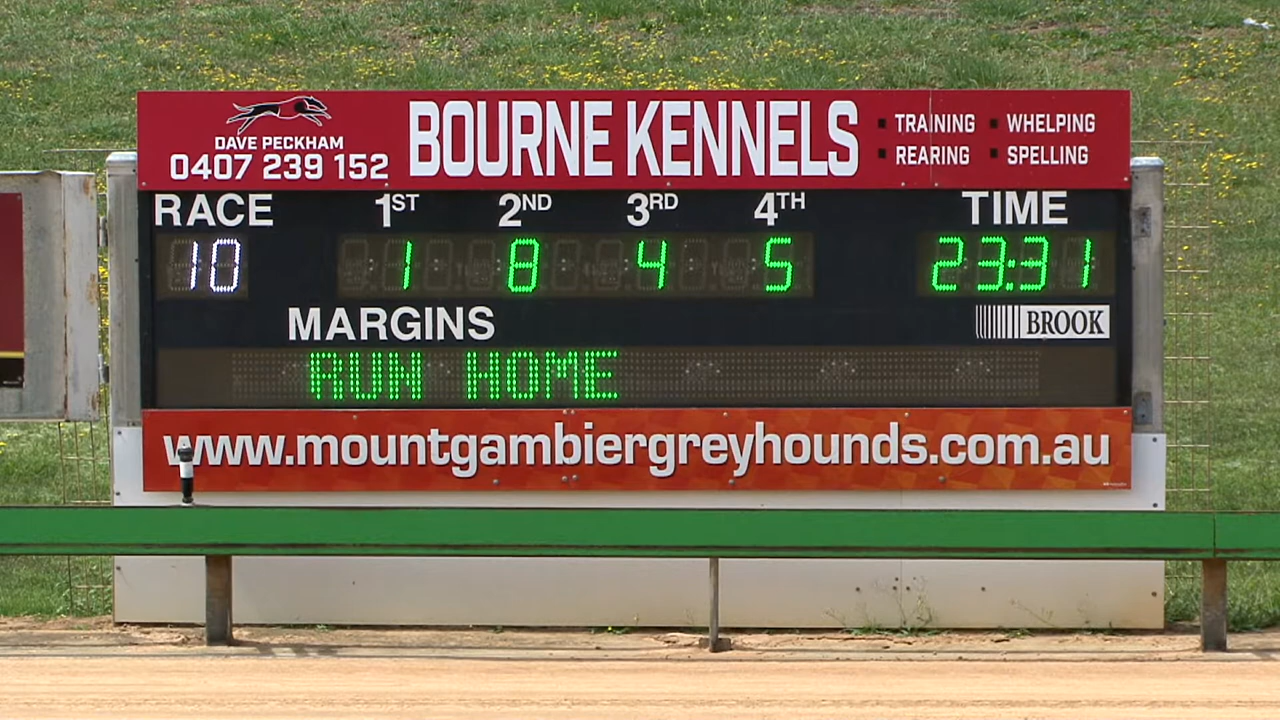 DAVE PECKHAM
0407 239 152
BOURNE KENNELS
TRAINING WHELPING
REARING SPELLING
RACE 1ST 2ND 3RD 4TH TIME
10 1 8 4 5 23:31
MARGINS
BROOK
RUN HOME
www.mountgambiergreyhounds.com.au